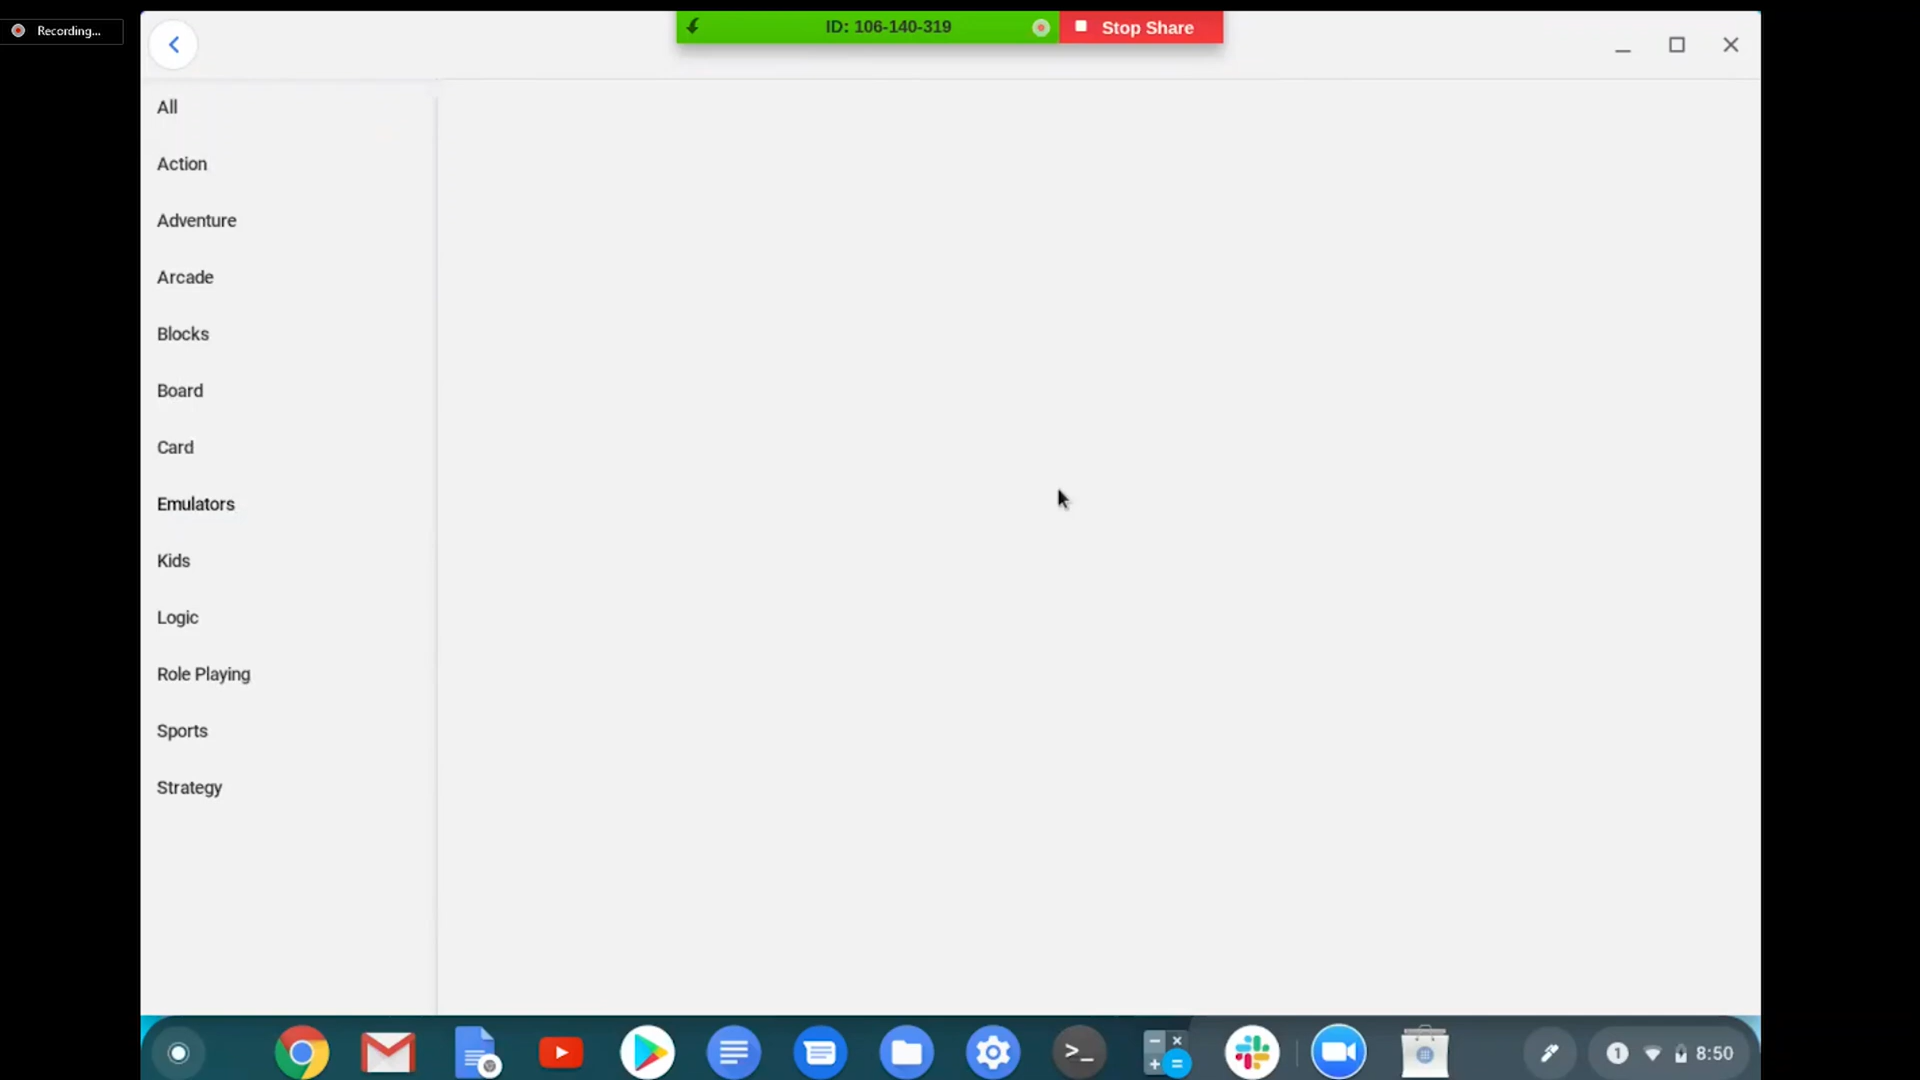 Recording...
ID: 106-140-319
Stop Share
All
Action
Adventure
Arcade
Blocks
Board
Card
Emulators
Kids
Logic
Role Playing
Sports
Strategy
1
8:50